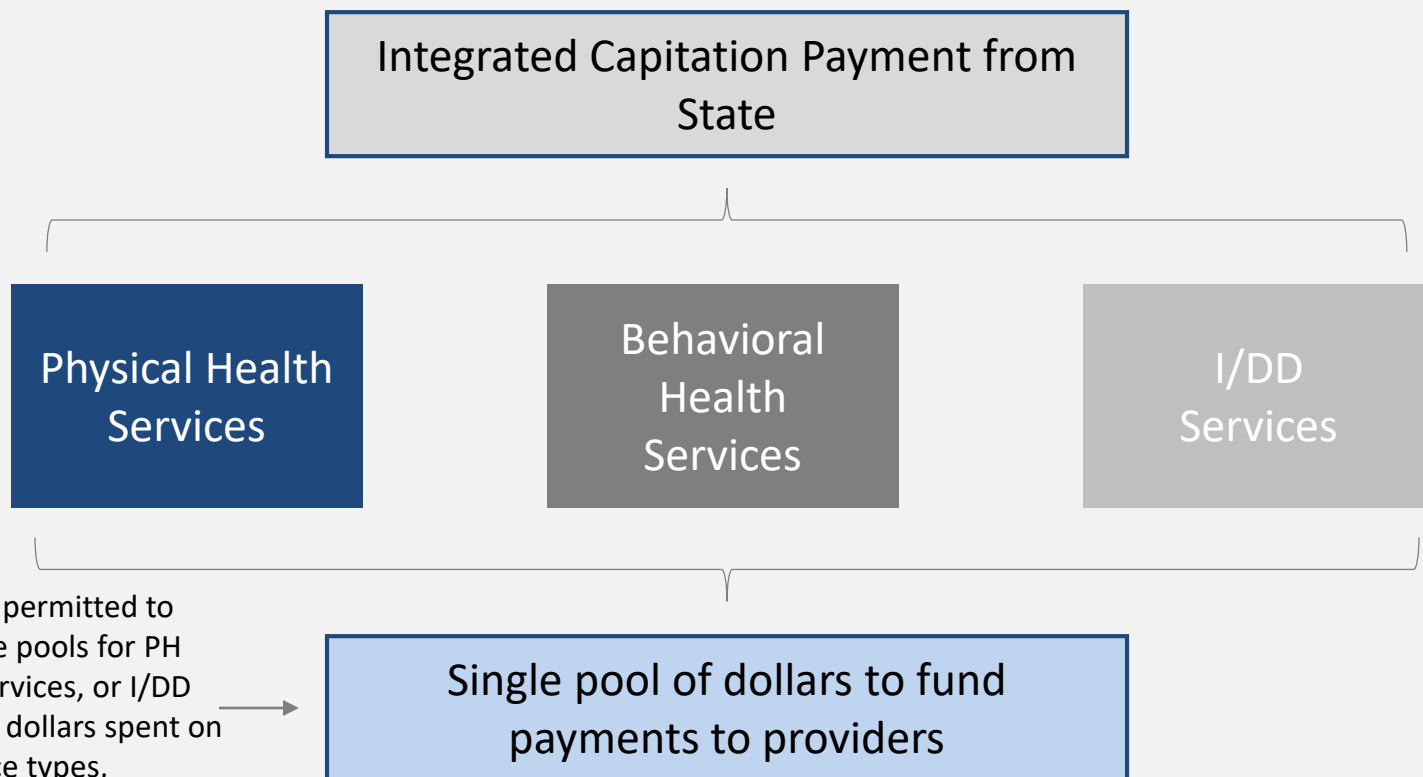 Integrated Capitation Payment from
State
Physical Health
Services
Behavioral
Health
Services
I/DD
Services
permitted to
pools for PH
or I/DD
dollars spent on
types.
Single pool of dollars to fund
payments to providers